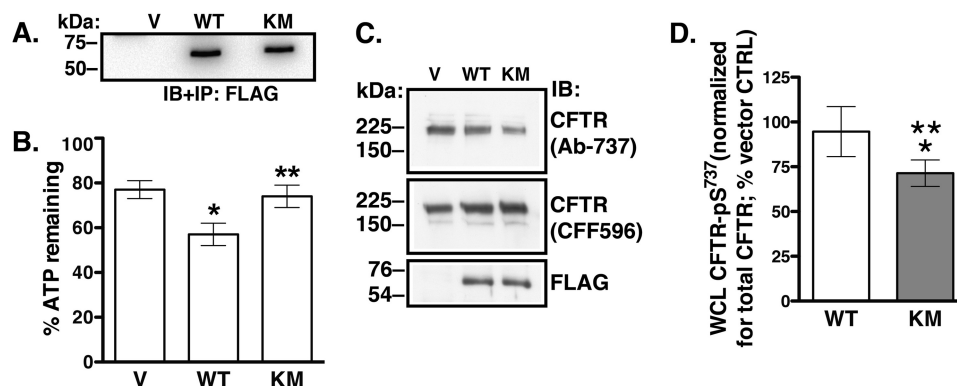 A.
kDa: V WT KM
75–
50–
IB+IP: FLAG
B.
% ATP remaining
100
80
60
40
20
0
*
**
V WT KM
C.
V WT KM
kDa: IB:
225–
150–
CFTR
(Ab-737)
225–
150–
CFTR
(CFF596)
76–
54–
FLAG
D.
WCL CFTR-pS737(normalized
for total CFTR; % vector CTRL)
125
100
75
50
25
0
**
*
WT KM